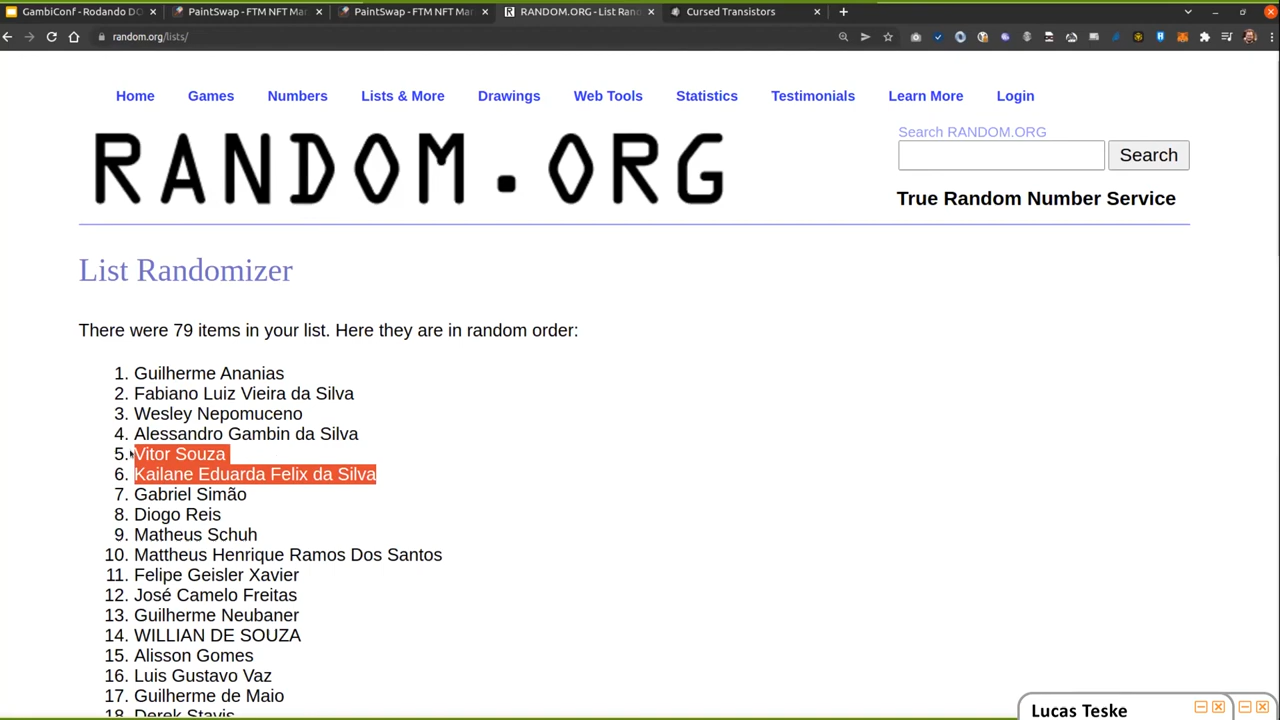 GambiConf - Rodando DO
PaintSwap - FTM NFT Mar
PaintSwap - FTM NFT Mar
RANDOM.ORG - List Rand
Cursed Transistors
random.org/lists/
Home Games Numbers Lists & More Drawings Web Tools Statistics Testimonials Learn More Login
RANDOM.ORG
Search RANDOM.ORG
Search
True Random Number Service
List Randomizer
There were 79 items in your list. Here they are in random order:
1. Guilherme Ananias
2. Fabiano Luiz Vieira da Silva
3. Wesley Nepomuceno
4. Alessandro Gambin da Silva
5. Vitor Souza
6. Kailane Eduarda Felix da Silva
7. Gabriel Simão
8. Diogo Reis
9. Matheus Schuh
10. Mattheus Henrique Ramos Dos Santos
11. Felipe Geisler Xavier
12. José Camelo Freitas
13. Guilherme Neubaner
14. WILLIAN DE SOUZA
15. Alisson Gomes
16. Luis Gustavo Vaz
17. Guilherme de Maio
18. Derek Stavis
Lucas Teske